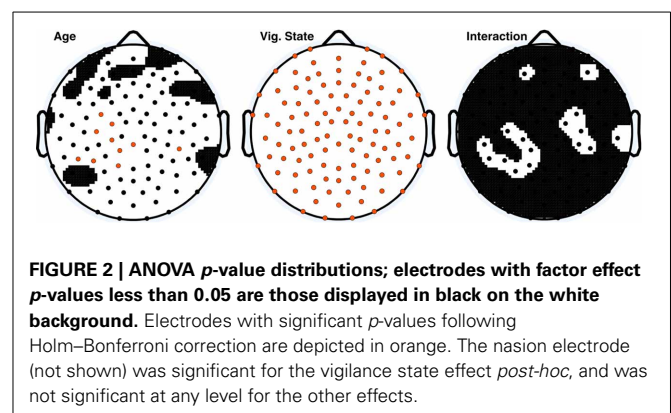 Age Vig. State Interaction
FIGURE 2 | ANOVA p-value distributions; electrodes with factor effect
p-values less than 0.05 are those displayed in black on the white
background. Electrodes with significant p-values following
Holm–Bonferroni correction are depicted in orange. The nasion electrode
(not shown) was significant for the vigilance state effect post-hoc, and was
not significant at any level for the other effects.